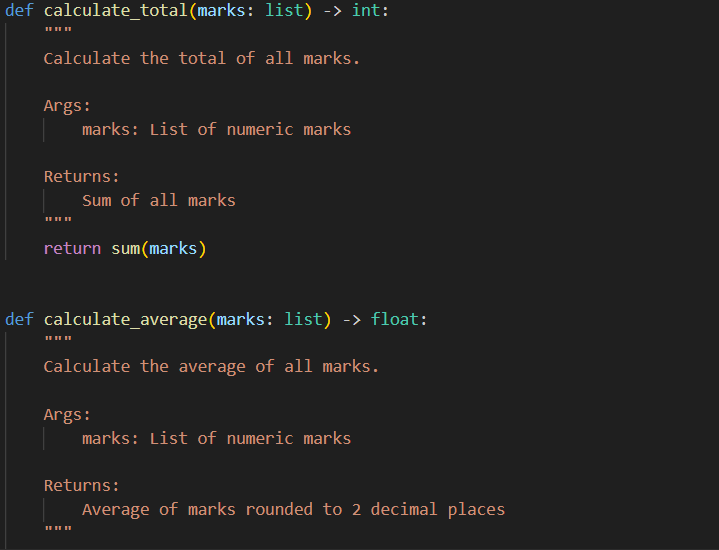 def calculate_total(marks: list) -> int:
    """
    Calculate the total of all marks.

    Args:
        marks: List of numeric marks

    Returns:
        Sum of all marks
    """
    return sum(marks)


def calculate_average(marks: list) -> float:
    """
    Calculate the average of all marks.

    Args:
        marks: List of numeric marks

    Returns:
        Average of marks rounded to 2 decimal places
    """